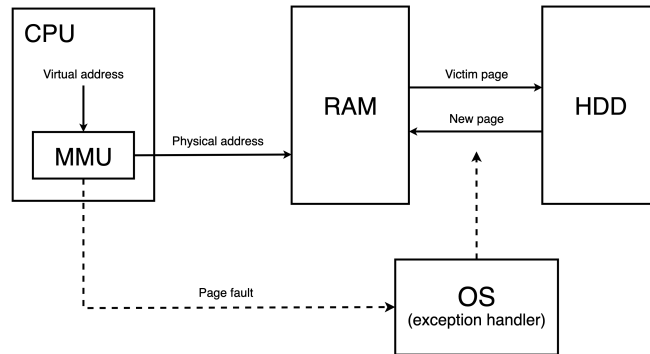 CPU
Virtual address
MMU
Physical address
RAM
Victim page
New page
HDD
Page fault
OS
(exception handler)